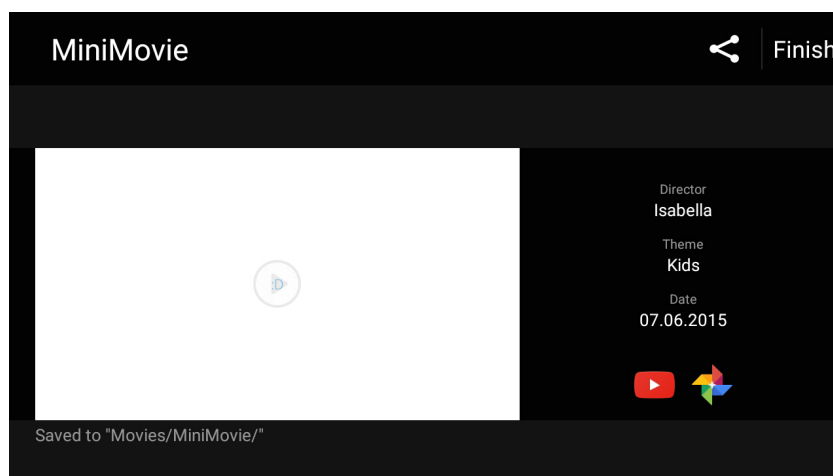 MiniMovie
Finish
:D
Director
Isabella
Theme
Kids
Date
07.06.2015
Saved to "Movies/MiniMovie/"